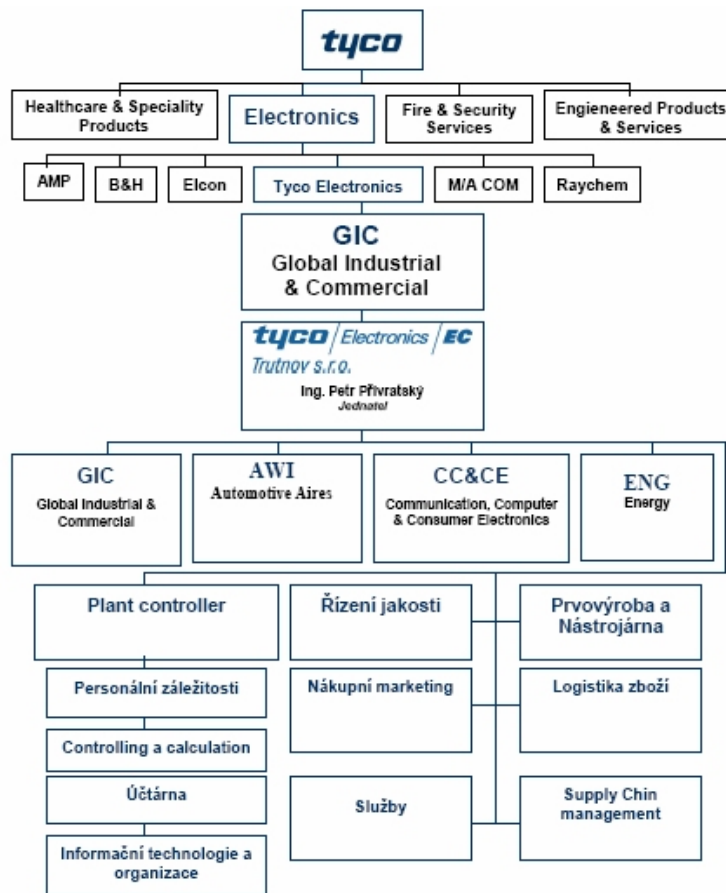 tyco
Healthcare & Speciality
Products
Electronics
Fire & Security
Services
Engieneered Products
& Services
AMP
B&H
Elcon
Tyco Electronics
M/A COM
Raychem
GIC
Global Industrial
& Commercial
tyco / Electronics / EC
Trutnov s.r.o.
Ing. Petr Přívratský
Jednatel
GIC
Global Industrial &
Commercial
AWI
Automotive Aires
CC&CE
Communication, Computer
& Consumer Electronics
ENG
Energy
Plant controller
Řízení jakosti
Prvovýroba a
Nástrojárna
Personální záležitosti
Nákupní marketing
Logistika zboží
Controlling a calculation
Účtárna
Služby
Supply Chin
management
Informační technologie a
organizace